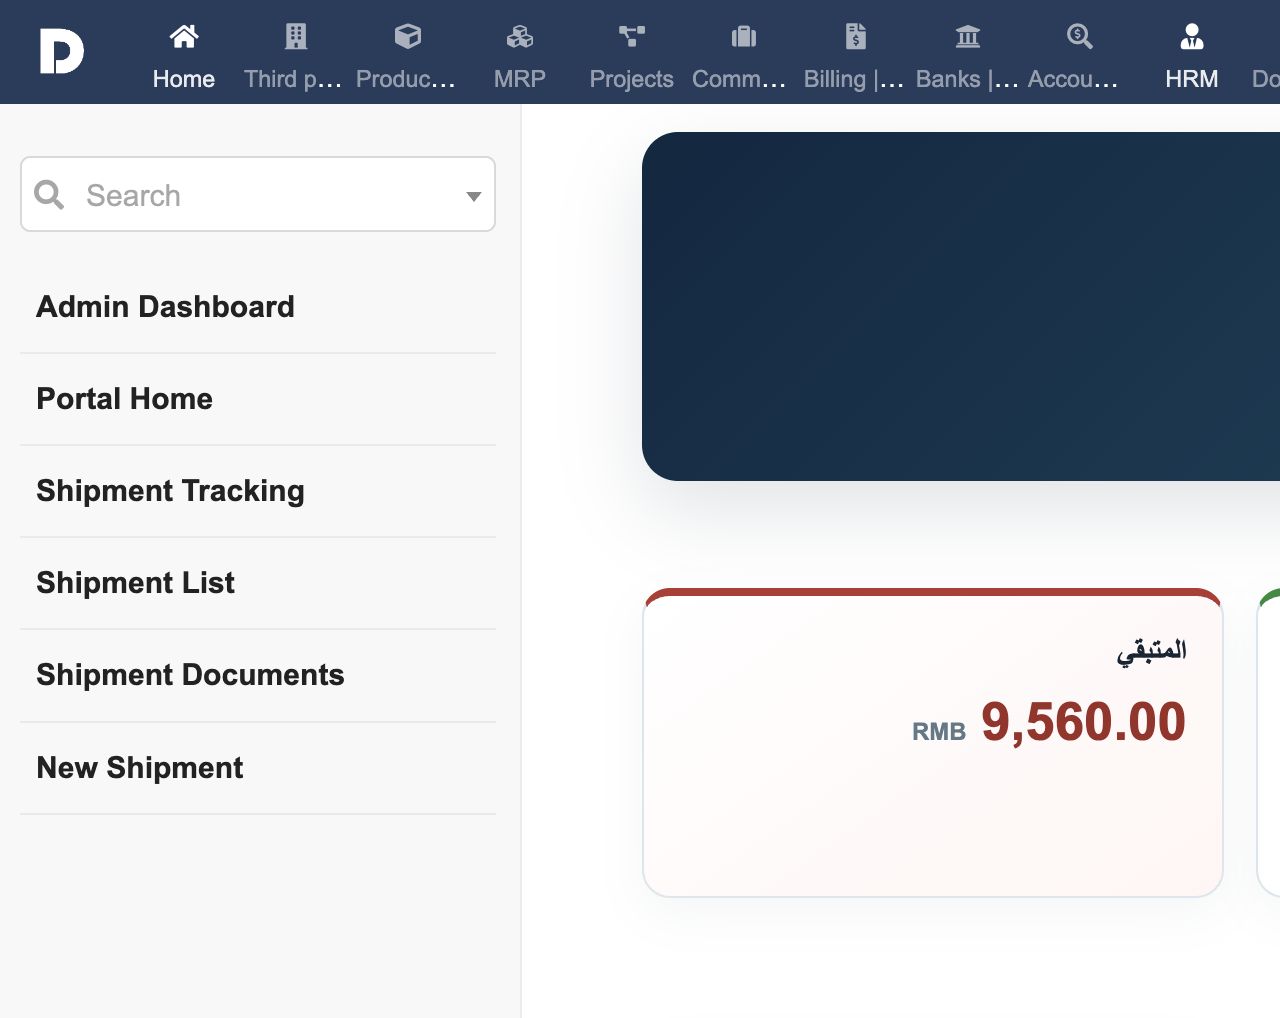 Home
Third p...
Produc...
MRP
Projects
Comm...
Billing |...
Banks |...
Accou...
HRM
Do
Search
Admin Dashboard
Portal Home
Shipment Tracking
Shipment List
Shipment Documents
New Shipment
المتبقي
9,560.00 RMB